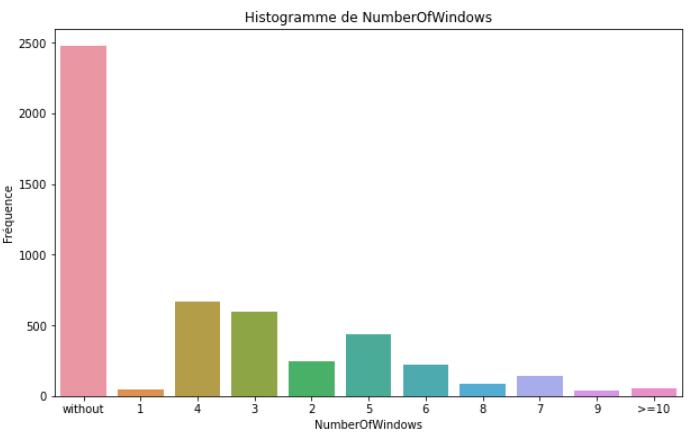 Histogramme de NumberOfWindows
2500
2000
1500
1000
500
0
Fréquence
without 1 4 3 2 5 6 8 7 9 >=10
NumberOfWindows